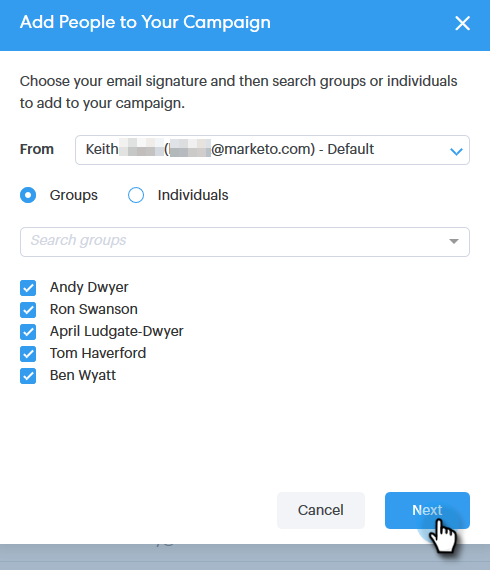 Add People to Your Campaign
Choose your email signature and then search groups or individuals
to add to your campaign.
From Keith (@marketo.com) - Default
Groups Individuals
Search groups
Andy Dwyer
Ron Swanson
April Ludgate-Dwyer
Tom Haverford
Ben Wyatt
Cancel Next